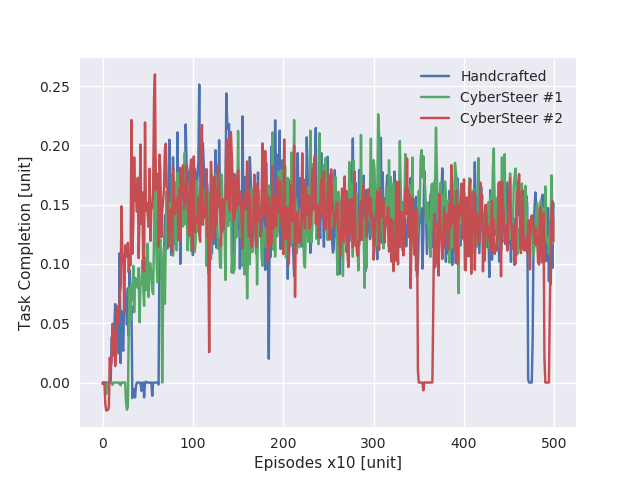 Handcrafted
CyberSteer #1
CyberSteer #2
Task Completion [unit]
0.25
0.20
0.15
0.10
0.05
0.00
0 100 200 300 400 500
Episodes x10 [unit]